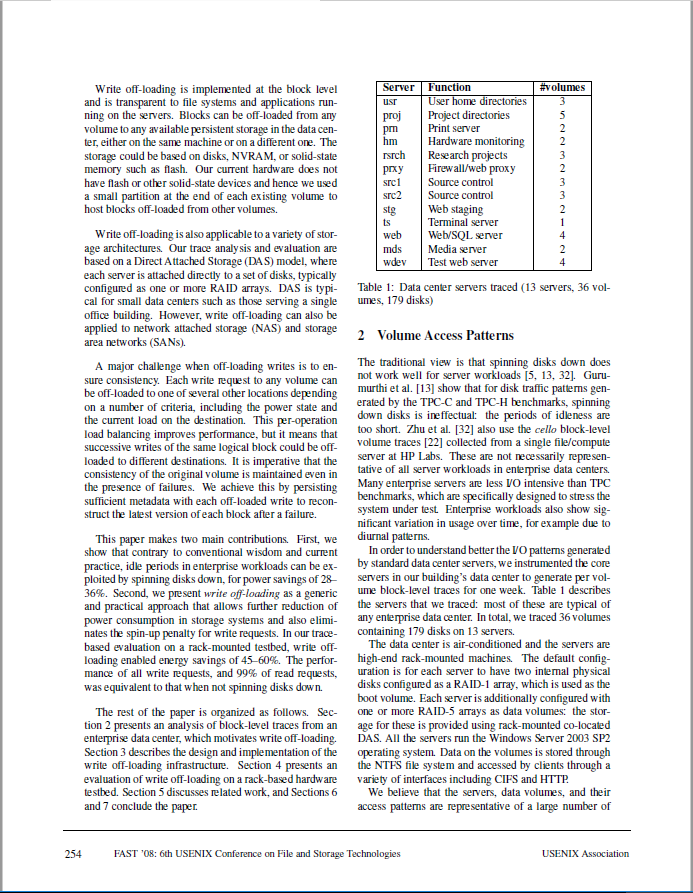 Write off-loading is implemented at the block level
and is transparent to file systems and applications run-
ning on the servers. Blocks can be off-loaded from any
volume to any available persistent storage in the data cen-
ter, either on the same machine or on a different one. The
storage could be based on disks, NVRAM, or solid-state
memory such as flash. Our current hardware does not
have flash or other solid-state devices and hence we used
a small partition at the end of each existing volume to
host blocks off-loaded from other volumes.
Write off-loading is also applicable to a variety of stor-
age architectures. Our trace analysis and evaluation are
based on a Direct Attached Storage (DAS) model, where
each server is attached directly to a set of disks, typically
configured as one or more RAID arrays. DAS is typi-
cal for small data centers such as those serving a single
office building. However, write off-loading can also be
applied to network attached storage (NAS) and storage
area networks (SANs).
A major challenge when off-loading writes is to en-
sure consistency. Each write request to any volume can
be off-loaded to one of several other locations depending
on a number of criteria, including the power state and
the current load on the destination. This per-operation
load balancing improves performance, but it means that
successive writes of the same logical block could be off-
loaded to different destinations. It is imperative that the
consistency of the original volume is maintained even in
the presence of failures. We achieve this by persisting
sufficient metadata with each off-loaded write to recon-
struct the latest version of each block after a failure.
This paper makes two main contributions. First, we
show that contrary to conventional wisdom and current
practice, idle periods in enterprise workloads can be ex-
ploited by spinning disks down, for power savings of 28–
36%. Second, we present write off-loading as a generic
and practical approach that allows further reduction of
power consumption in storage systems and also elimi-
nates the spin-up penalty for write requests. In our trace-
based evaluation on a rack-mounted testbed, write off-
loading enabled energy savings of 45–60%. The perfor-
mance of all write requests, and 99% of read requests,
was equivalent to that when not spinning disks down.
The rest of the paper is organized as follows. Sec-
tion 2 presents an analysis of block-level traces from an
enterprise data center, which motivates write off-loading.
Section 3 describes the design and implementation of the
write off-loading infrastructure. Section 4 presents an
evaluation of write off-loading on a rack-based hardware
testbed. Section 5 discusses related work, and Sections 6
and 7 conclude the paper.
Server Function #volumes
usr User home directories 3
proj Project directories 5
prn Print server 2
hm Hardware monitoring 2
rsrch Research projects 3
prxy Firewall/web proxy 2
src1 Source control 3
src2 Source control 3
stg Web staging 2
ts Terminal server 1
web Web/SQL server 4
mds Media server 2
wdev Test web server 4
Table 1: Data center servers traced (13 servers, 36 vol-
umes, 179 disks)
2 Volume Access Patterns
The traditional view is that spinning disks down does
not work well for server workloads [5, 13, 32]. Guru-
murthi et al. [13] show that for disk traffic patterns gen-
erated by the TPC-C and TPC-H benchmarks, spinning
down disks is ineffectual: the periods of idleness are
too short. Zhu et al. [32] also use the cello block-level
volume traces [22] collected from a single file/compute
server at HP Labs. These are not necessarily represen-
tative of all server workloads in enterprise data centers.
Many enterprise servers are less I/O intensive than TPC
benchmarks, which are specifically designed to stress the
system under test. Enterprise workloads also show sig-
nificant variation in usage over time, for example due to
diurnal patterns.
In order to understand better the I/O patterns generated
by standard data center servers, we instrumented the core
servers in our building's data center to generate per vol-
ume block-level traces for one week. Table 1 describes
the servers that we traced: most of these are typical of
any enterprise data center. In total, we traced 36 volumes
containing 179 disks on 13 servers.
The data center is air-conditioned and the servers are
high-end rack-mounted machines. The default config-
uration is for each server to have two internal physical
disks configured as a RAID-1 array, which is used as the
boot volume. Each server is additionally configured with
one or more RAID-5 arrays as data volumes: the stor-
age for these is provided using rack-mounted co-located
DAS. All the servers run the Windows Server 2003 SP2
operating system. Data on the volumes is stored through
the NTFS file system and accessed by clients through a
variety of interfaces including CIFS and HTTP.
We believe that the servers, data volumes, and their
access patterns are representative of a large number of
254 FAST '08: 6th USENIX Conference on File and Storage Technologies USENIX Association